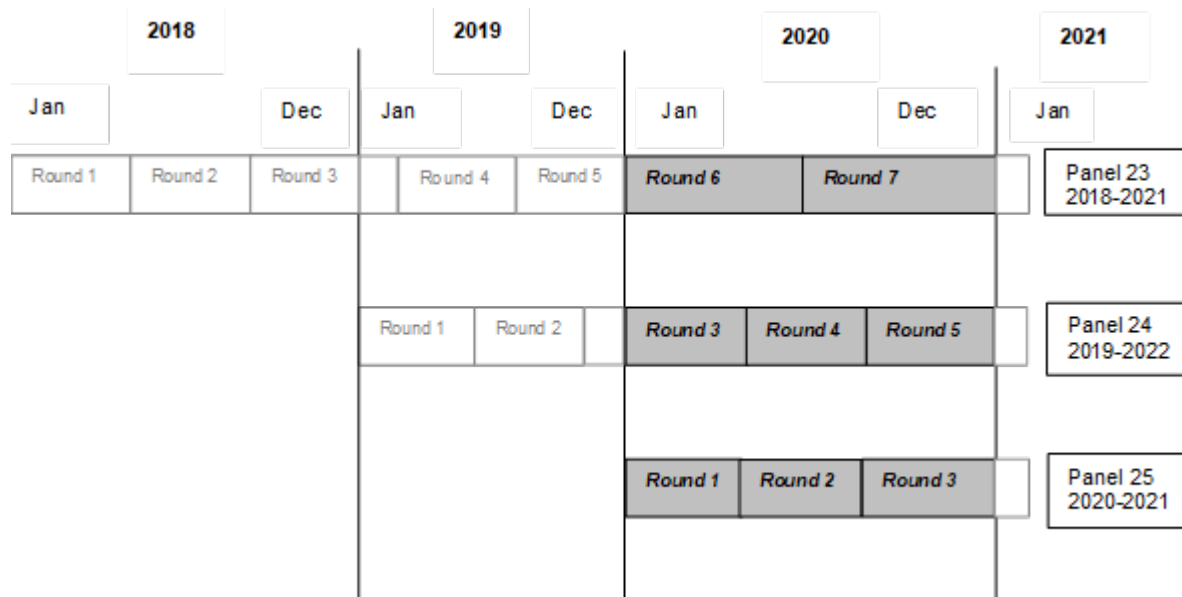 2018 2019 2020 2021
Jan Dec Jan Dec Jan Dec Jan
Round 1 Round 2 Round 3 Round 4 Round 5 Round 6 Round 7 Panel 23
2018-2021
Round 1 Round 2 Round 3 Round 4 Round 5 Panel 24
2019-2022
Round 1 Round 2 Round 3 Panel 25
2020-2021